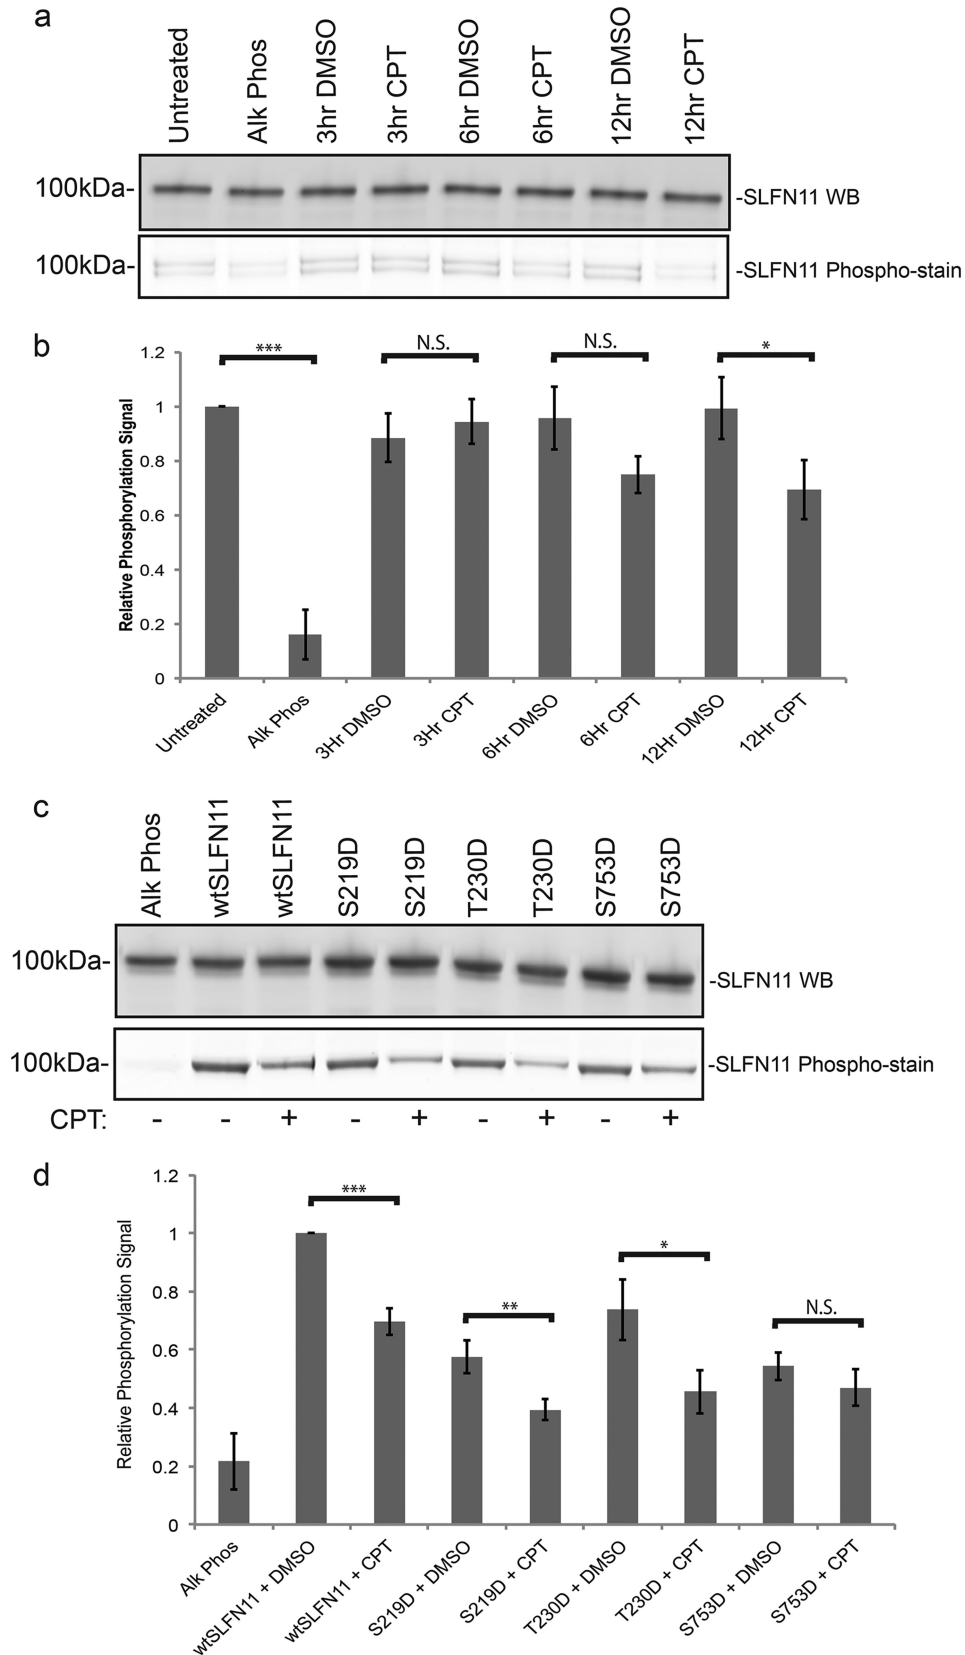 a
Untreated
Alk Phos
3hr DMSO
3hr CPT
6hr DMSO
6hr CPT
12hr DMSO
12hr CPT
100kDa-
-SLFN11 WB
100kDa-
-SLFN11 Phospho-stain
b
Relative Phosphorylation Signal
1.2
1
0.8
0.6
0.4
0.2
0
***
N.S.
N.S.
*
Untreated
Alk Phos
3Hr DMSO
3Hr CPT
6Hr DMSO
6Hr CPT
12Hr DMSO
12Hr CPT
c
Alk Phos
wtSLFN11
wtSLFN11
S219D
S219D
T230D
T230D
S753D
S753D
100kDa-
-SLFN11 WB
100kDa-
-SLFN11 Phospho-stain
CPT: - - + - + - + - +
d
Relative Phosphorylation Signal
1.2
1
0.8
0.6
0.4
0.2
0
***
**
*
N.S.
Alk Phos
wtSLFN11 + DMSO
wtSLFN11 + CPT
S219D + DMSO
S219D + CPT
T230D + DMSO
T230D + CPT
S753D + DMSO
S753D + CPT